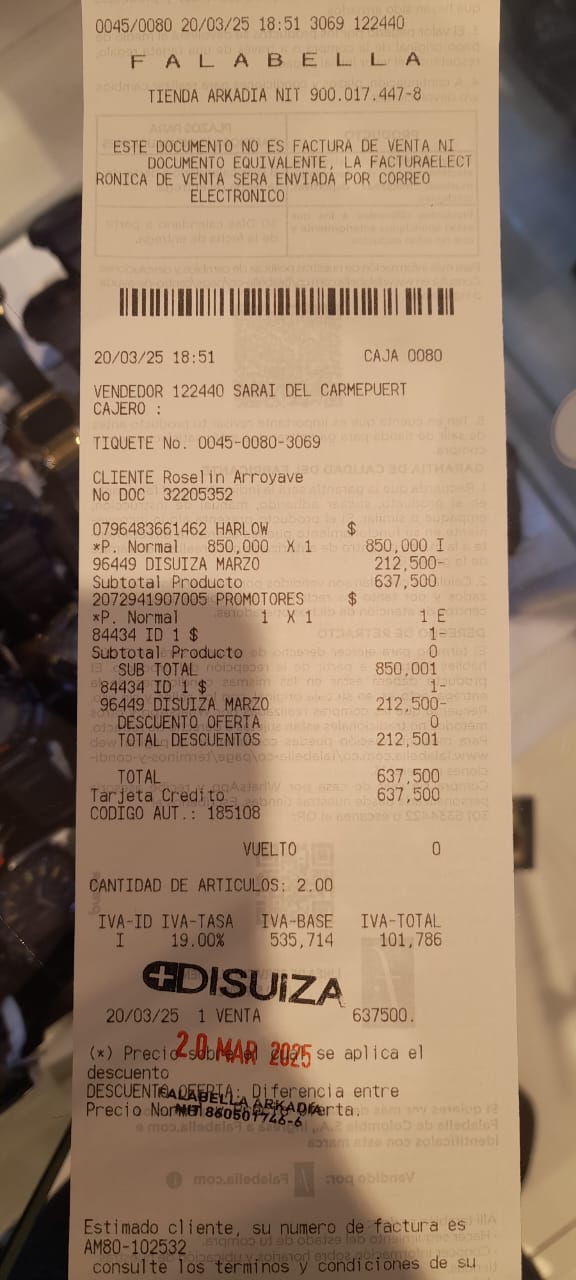 0045/0080 20/03/25 18:51 3069 122440
FALABELLA
TIENDA ARKADIA NIT 900.017.447-8
ESTE DOCUMENTO NO ES FACTURA DE VENTA NI
DOCUMENTO EQUIVALENTE, LA FACTURAELECT
RONICA DE VENTA SERA ENVIADA POR CORREO
ELECTRONICO
20/03/25 18:51 CAJA 0080
VENDEDOR 122440 SARAI DEL CARMEPUERT
CAJERO :
TIQUETE No. 0045-0080-3069
CLIENTE Roselin Arroyave
No DOC 32205352
0796483661462 HARLOW $
*P. Normal 850,000 X 1 850,000 I
96449 DISUIZA MARZO 212,500-
Subtotal Producto 637,500
2072941907005 PROMOTORES $
*P. Normal 1 X 1 1 E
84434 ID 1 $ 1-
Subtotal Producto 0
SUB TOTAL 850,001
84434 ID 1 $ 1-
96449 DISUIZA MARZO 212,500-
DESCUENTO OFERTA 0
TOTAL DESCUENTOS 212,501
TOTAL 637,500
Tarjeta Credito 637,500
CODIGO AUT.: 185108
VUELTO 0
CANTIDAD DE ARTICULOS: 2.00
IVA-ID IVA-TASA IVA-BASE IVA-TOTAL
I 19.00% 535,714 101,786
DISUiZA
20/03/25 1 VENTA 637500.
20 MAR 2025
(*) Precio sobre el se aplica el
descuento
DESCUENTO OFERTA: Diferencia entre
FALABELLA ARKADIA
Precio Normal Oferta.
NIT 860501746-6
Estimado cliente, su numero de factura es
AM80-102532
consulte los terminos y condiciones de su